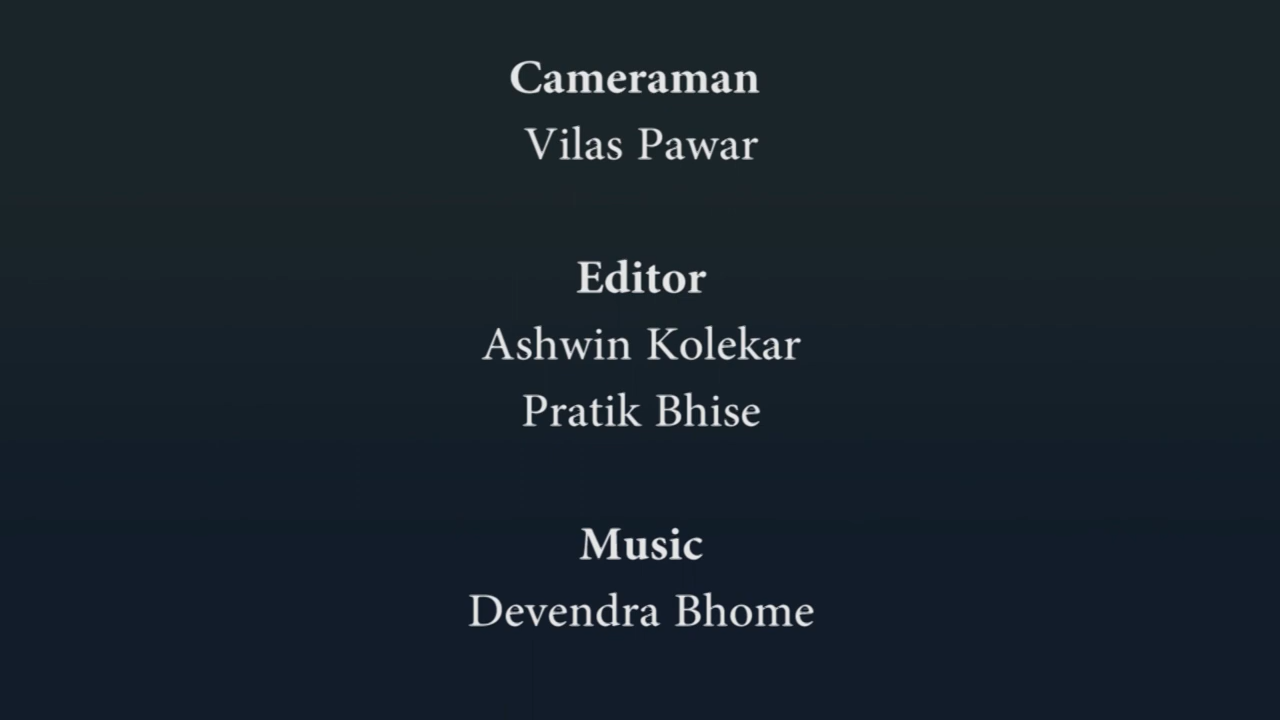 Cameraman
Vilas Pawar
Editor
Ashwin Kolekar
Pratik Bhise
Music
Devendra Bhome